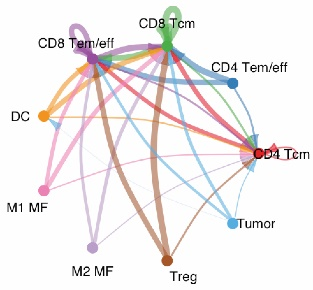 CD8 Tcm
CD8 Tem/eff
CD4 Tem/eff
DC
CD4 Tcm
M1 MF
Tumor
M2 MF
Treg